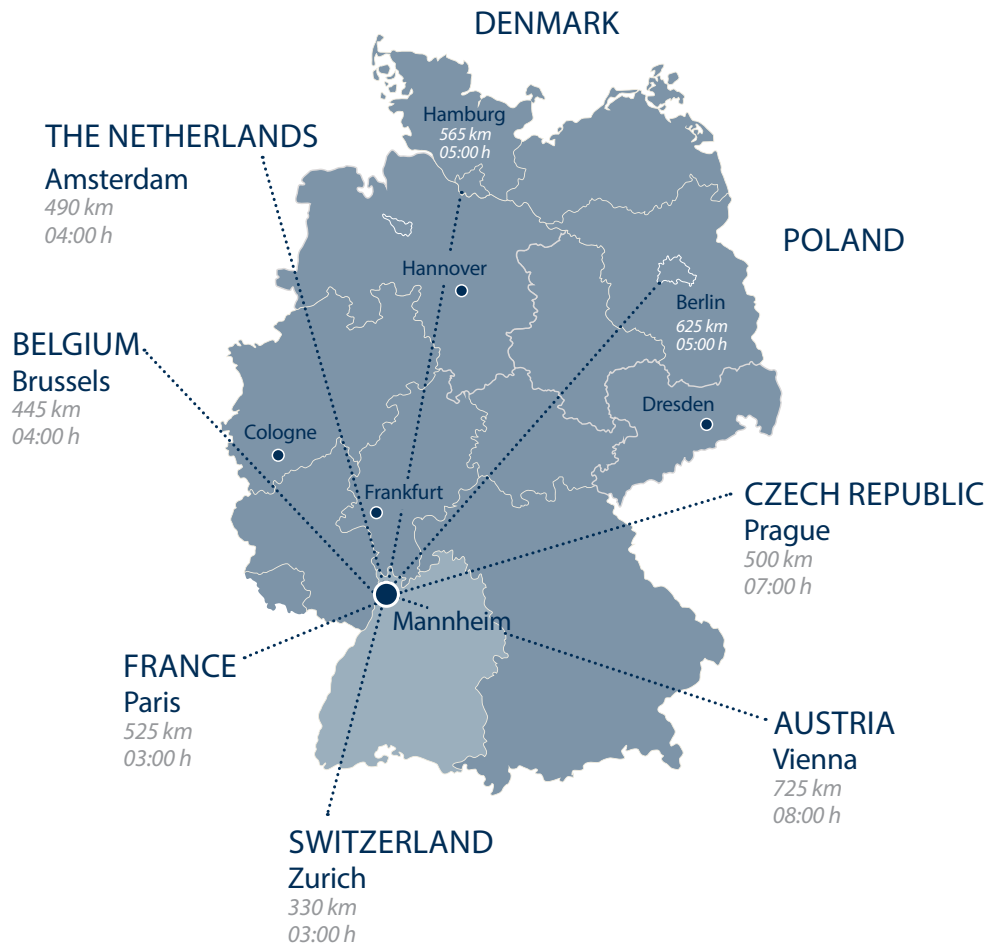 DENMARK
Hamburg
565 km
05:00 h
THE NETHERLANDS
Amsterdam
490 km
04:00 h
POLAND
Hannover
Berlin
625 km
05:00 h
BELGIUM
Brussels
445 km
04:00 h
Dresden
Cologne
Frankfurt
CZECH REPUBLIC
Prague
500 km
07:00 h
Mannheim
FRANCE
Paris
525 km
03:00 h
AUSTRIA
Vienna
725 km
08:00 h
SWITZERLAND
Zurich
330 km
03:00 h